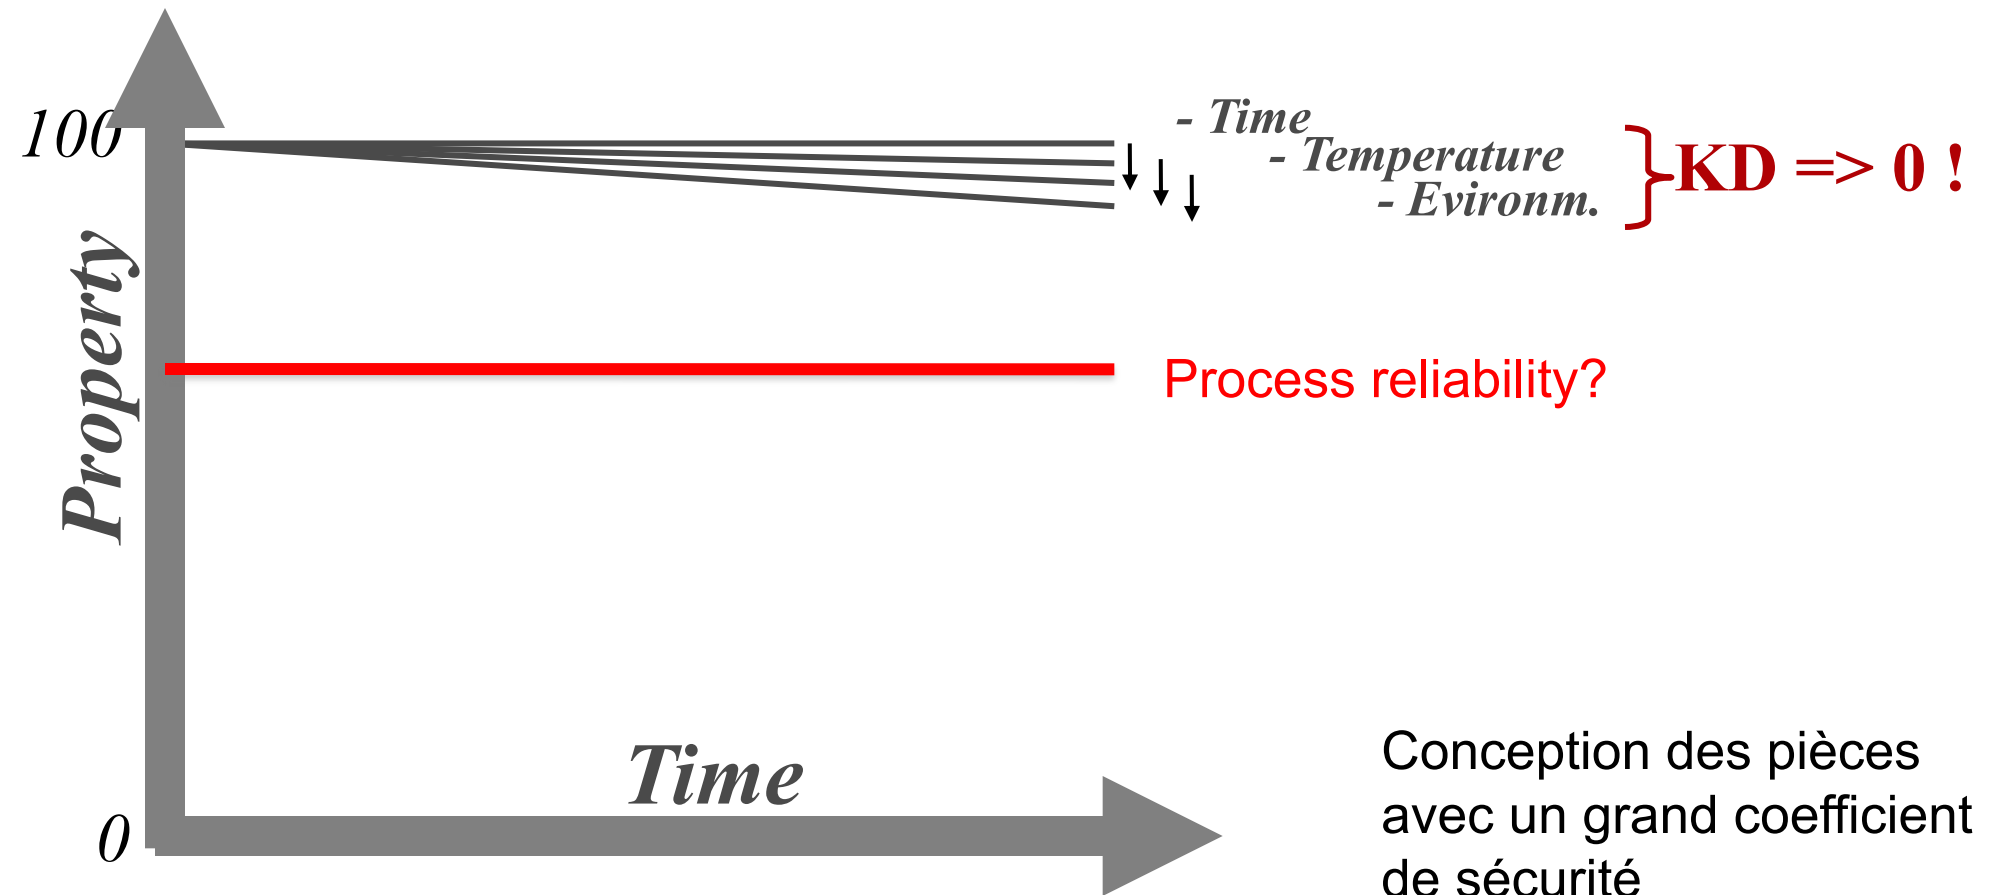 100
- Time
- Temperature
- Evironm.
KD => 0 !
Property
Process reliability?
Time
0
Conception des pièces
avec un grand coefficient
de sécurité